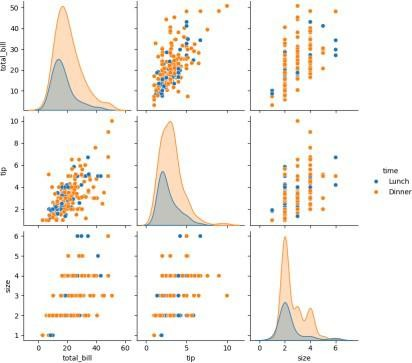 50
40
30
20
10
total_bill
10
8
6
4
2
tip
time
Lunch
Dinner
6
5
4
3
2
1
size
0 20 40 60
0 5 10
0 2 4 6
total_bill tip size